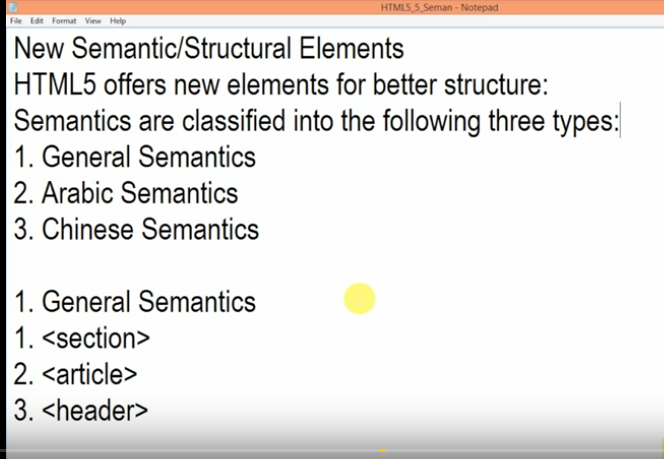 HTML5_5_Seman - Notepad
File Edit Format View Help
New Semantic/Structural Elements
HTML5 offers new elements for better structure:
Semantics are classified into the following three types:
1. General Semantics
2. Arabic Semantics
3. Chinese Semantics
1. General Semantics
1. <section>
2. <article>
3. <header>